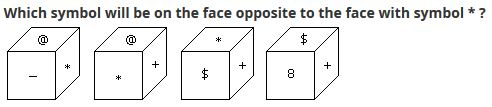 Which symbol will be on the face opposite to the face with symbol * ?
@ @ * $
– * * + $ + 8 +